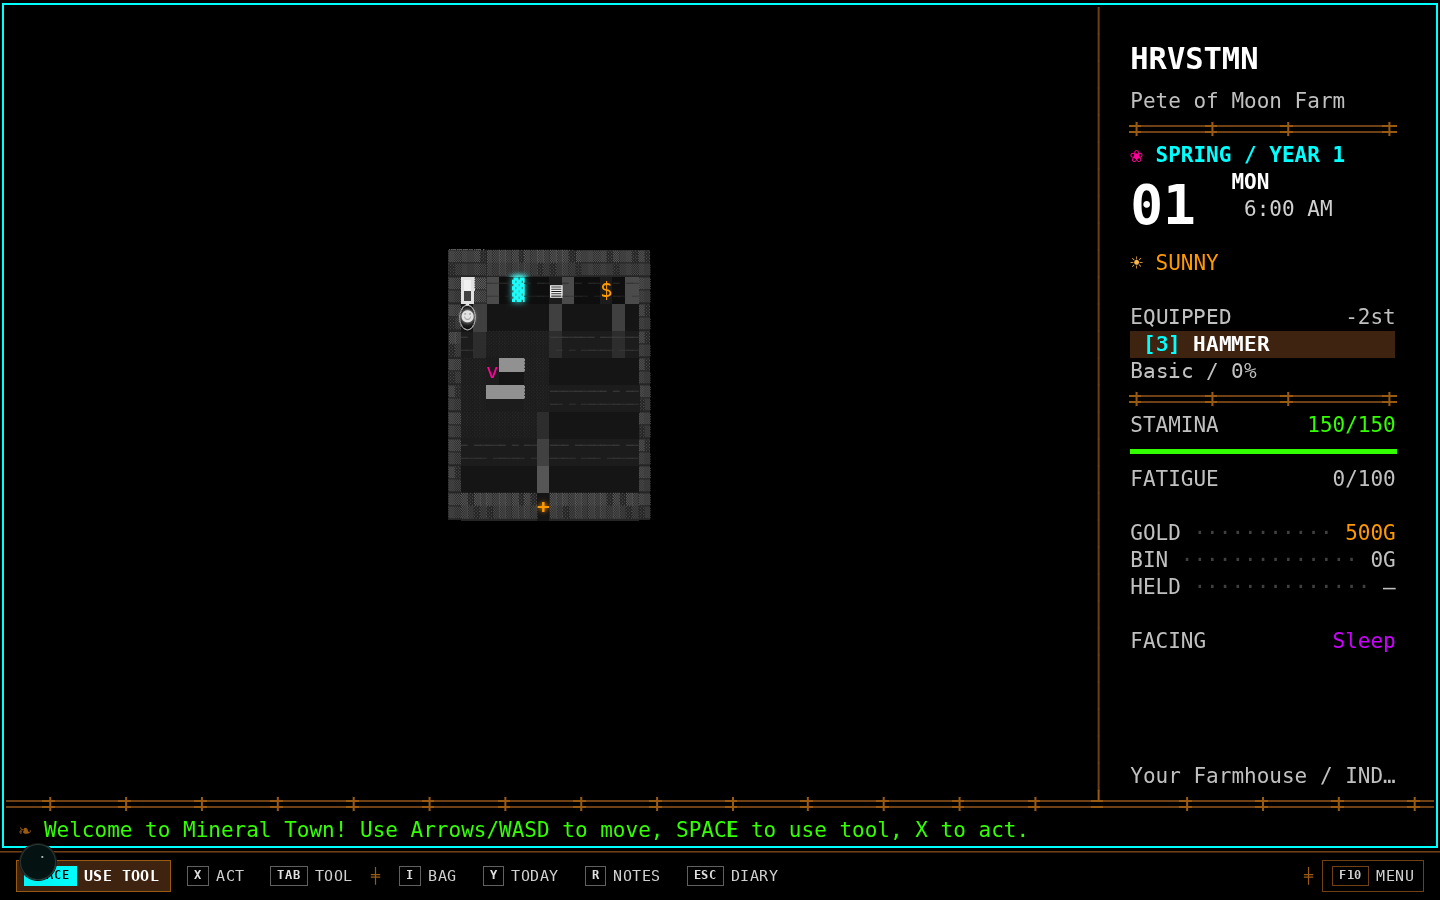 HRVSTMN
Pete of Moon Farm
❀ SPRING / YEAR 1
01 MON
6:00 AM
☀ SUNNY
EQUIPPED -2st
[3] HAMMER
Basic / 0%
STAMINA 150/150
FATIGUE 0/100
GOLD ··········· 500G
BIN ·············· 0G
HELD ·············· —
FACING Sleep
Your Farmhouse / IND…
$
v
+
Welcome to Mineral Town! Use Arrows/WASD to move, SPACE to use tool, X to act.
USE TOOL X ACT TAB TOOL I BAG Y TODAY R NOTES ESC DIARY F10 MENU